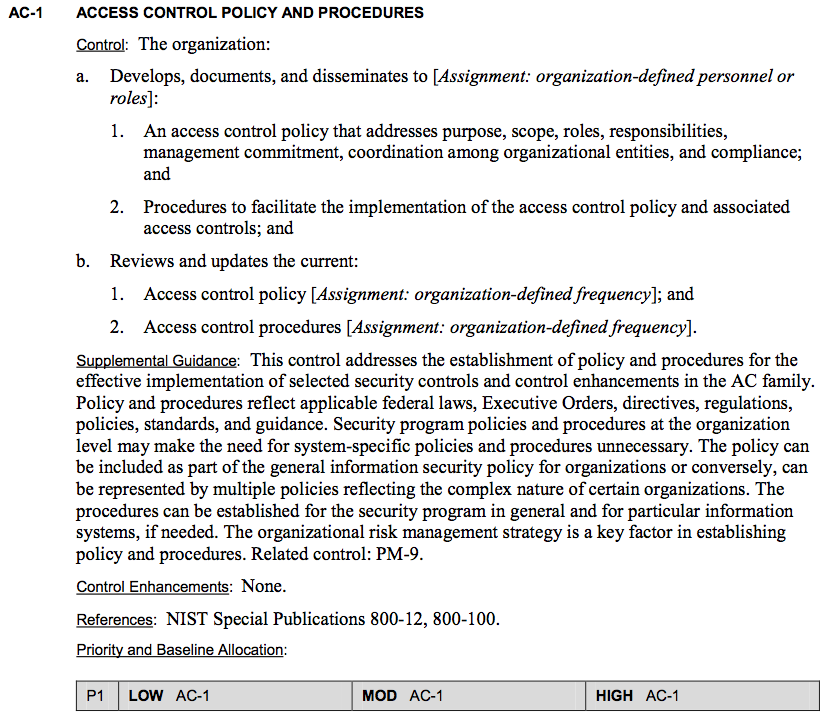 AC-1 ACCESS CONTROL POLICY AND PROCEDURES
Control: The organization:
a. Develops, documents, and disseminates to [Assignment: organization-defined personnel or
roles]:
1. An access control policy that addresses purpose, scope, roles, responsibilities,
management commitment, coordination among organizational entities, and compliance;
and
2. Procedures to facilitate the implementation of the access control policy and associated
access controls; and
b. Reviews and updates the current:
1. Access control policy [Assignment: organization-defined frequency]; and
2. Access control procedures [Assignment: organization-defined frequency].
Supplemental Guidance: This control addresses the establishment of policy and procedures for the
effective implementation of selected security controls and control enhancements in the AC family.
Policy and procedures reflect applicable federal laws, Executive Orders, directives, regulations,
policies, standards, and guidance. Security program policies and procedures at the organization
level may make the need for system-specific policies and procedures unnecessary. The policy can
be included as part of the general information security policy for organizations or conversely, can
be represented by multiple policies reflecting the complex nature of certain organizations. The
procedures can be established for the security program in general and for particular information
systems, if needed. The organizational risk management strategy is a key factor in establishing
policy and procedures. Related control: PM-9.
Control Enhancements: None.
References: NIST Special Publications 800-12, 800-100.
Priority and Baseline Allocation:
P1 LOW AC-1 MOD AC-1 HIGH AC-1